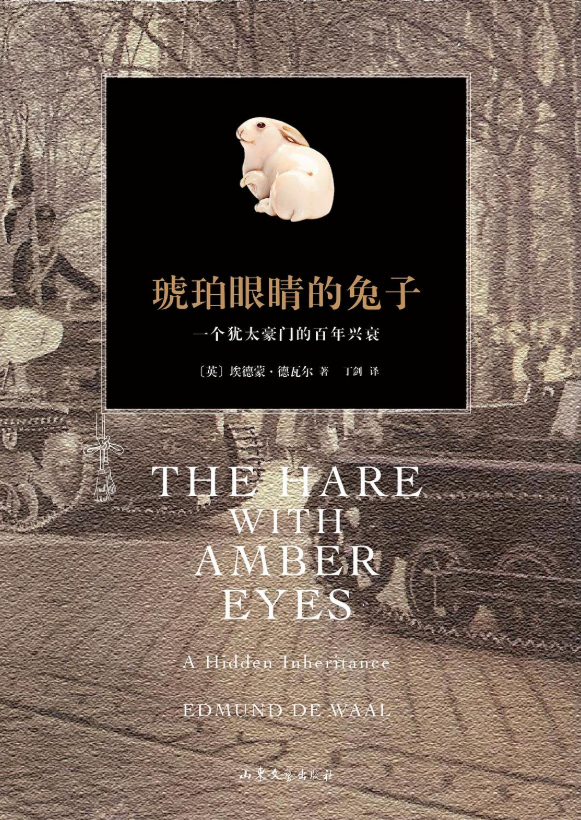 琥珀眼睛的兔子
一个犹太豪门的百年兴衰
〔英〕埃德蒙·德瓦尔 著 丁剑 译
THE HARE
WITH
AMBER
EYES
A Hidden Inheritance
EDMUND DE WAAL
山东文艺出版社